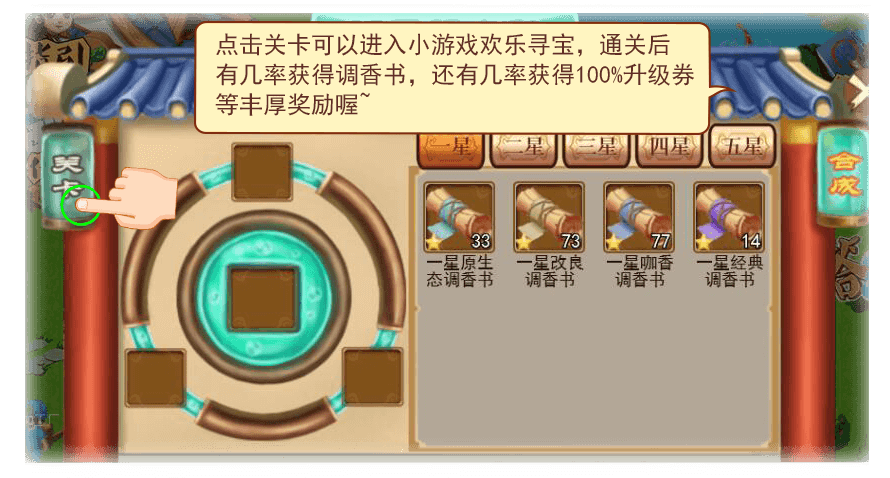 点击关卡可以进入小游戏欢乐寻宝，通关后
有几率获得调香书，还有几率获得100%升级券
等丰厚奖励喔~
一星 二星 三星 四星 五星
关卡
合成
33 73 77 14
一星原生态调香书
一星改良调香书
一星咖香调香书
一星经典调香书